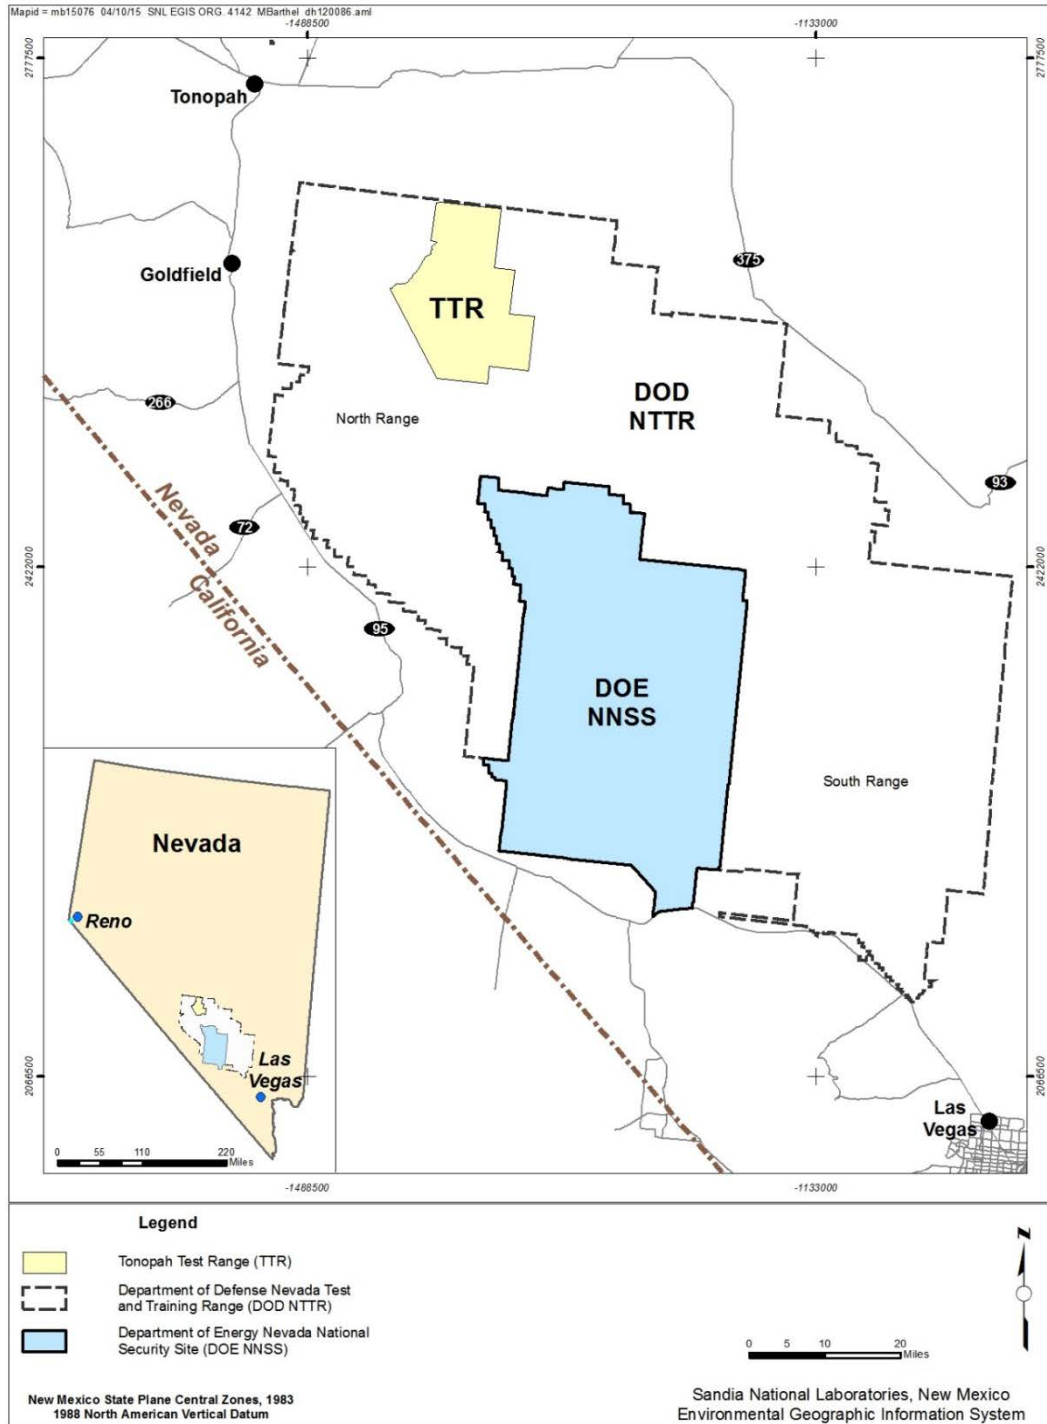 Mapid = mb15076 04/10/15 SNL EGIS ORG. 4142 MBarthel dh120086.aml
-1488500
-1133000
2777500
2777500
Tonopah
Goldfield
375
TTR
DOD
NTTR
266
North Range
93
Nevada
72
California
2422000
2422000
95
DOE
NNSS
South Range
Nevada
Reno
Las
Vegas
0 55 110 220
Miles
2066500
2066500
Las
Vegas
-1488500
-1133000
Legend
Tonopah Test Range (TTR)
Department of Defense Nevada Test
and Training Range (DOD NTTR)
Department of Energy Nevada National
Security Site (DOE NNSS)
N
0 5 10 20
Miles
New Mexico State Plane Central Zones, 1983
1988 North American Vertical Datum
Sandia National Laboratories, New Mexico
Environmental Geographic Information System